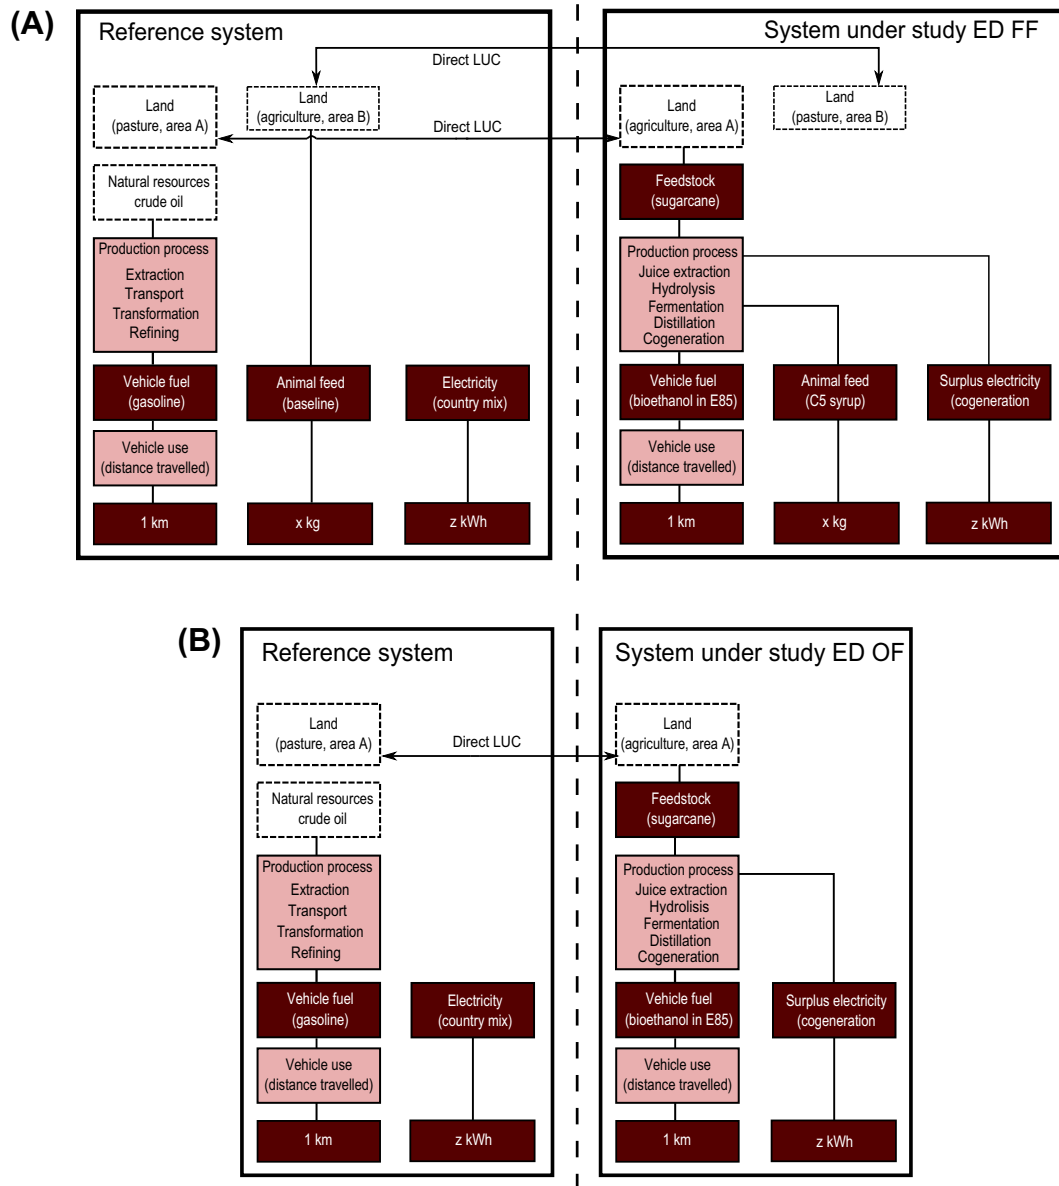 (A)
Reference system
System under study ED FF
Direct LUC
Land
(pasture, area A)
Land
(agriculture, area B)
Direct LUC
Land
(agriculture, area A)
Land
(pasture, area B)
Natural resources
crude oil
Feedstock
(sugarcane)
Production process
Extraction
Transport
Transformation
Refining
Production process
Juice extraction
Hydrolysis
Fermentation
Distillation
Cogeneration
Vehicle fuel
(gasoline)
Animal feed
(baseline)
Electricity
(country mix)
Vehicle fuel
(bioethanol in E85)
Animal feed
(C5 syrup)
Surplus electricity
(cogeneration
Vehicle use
(distance travelled)
Vehicle use
(distance travelled)
1 km
x kg
z kWh
1 km
x kg
z kWh
(B)
Reference system
System under study ED OF
Land
(pasture, area A)
Direct LUC
Land
(agriculture, area A)
Natural resources
crude oil
Feedstock
(sugarcane)
Production process
Extraction
Transport
Transformation
Refining
Production process
Juice extraction
Hydrolisis
Fermentation
Distillation
Cogeneration
Vehicle fuel
(gasoline)
Electricity
(country mix)
Vehicle fuel
(bioethanol in E85)
Surplus electricity
(cogeneration
Vehicle use
(distance travelled)
Vehicle use
(distance travelled)
1 km
z kWh
1 km
z kWh